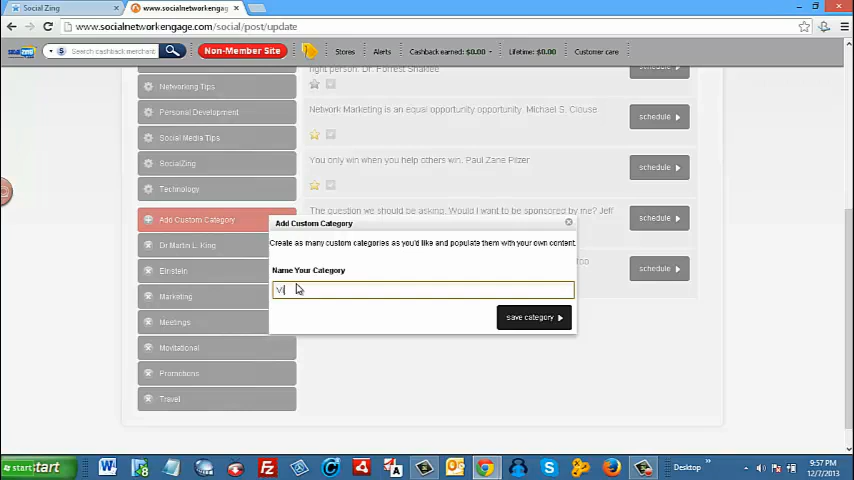 Social Zing
www.socialnetworkengag
www.socialnetworkengage.com/social/post/update
S Search cashback merchant
Non-Member Site
Stores
Alerts
Cashback earned: $0.00
Lifetime: $0.00
Customer care
right person. Dr. Forrest Shaklee
schedule
Networking Tips
Personal Development
Network Marketing is an equal opportunity opportunity. Michael S. Clouse
schedule
Social Media Tips
SocialZing
You only win when you help others win. Paul Zane Pilzer
schedule
Technology
The question we should be asking, 'Would I want to be sponsored by me? Jeff
schedule
Add Custom Category
Add Custom Category
Create as many custom categories as you'd like and populate them with your own content.
Dr Martin L. King
too
schedule
Name Your Category
Einstein
Vi
Marketing
save category
Meetings
Movitational
Promotions
Travel
start
Desktop
9:57 PM
12/7/2013